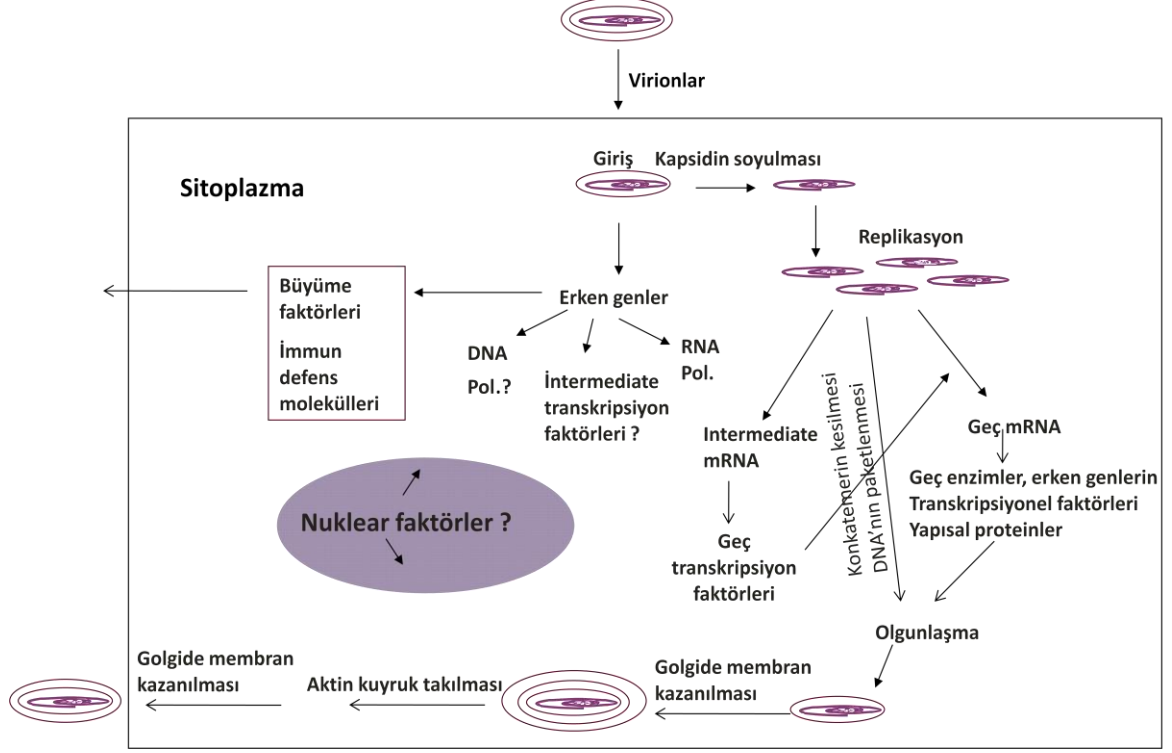 Virionlar
Sitoplazma
Giriş
Kapsidin soyulması
Replikasyon
Büyüme
faktörleri
İmmun
defens
molekülleri
Erken genler
DNA
Pol.?
İntermediate
transkripsiyon
faktörleri ?
RNA
Pol.
Intermediate
mRNA
Geç
transkripsiyon
faktörleri
Konkatemerin kesilmesi
DNA'nın paketlenmesi
Geç mRNA
Geç enzimler, erken genlerin
Transkripsiyonel faktörleri
Yapısal proteinler
Nuklear faktörler ?
Olgunlaşma
Golgide membran
kazanılması
Aktin kuyruk takılması
Golgide membran
kazanılması